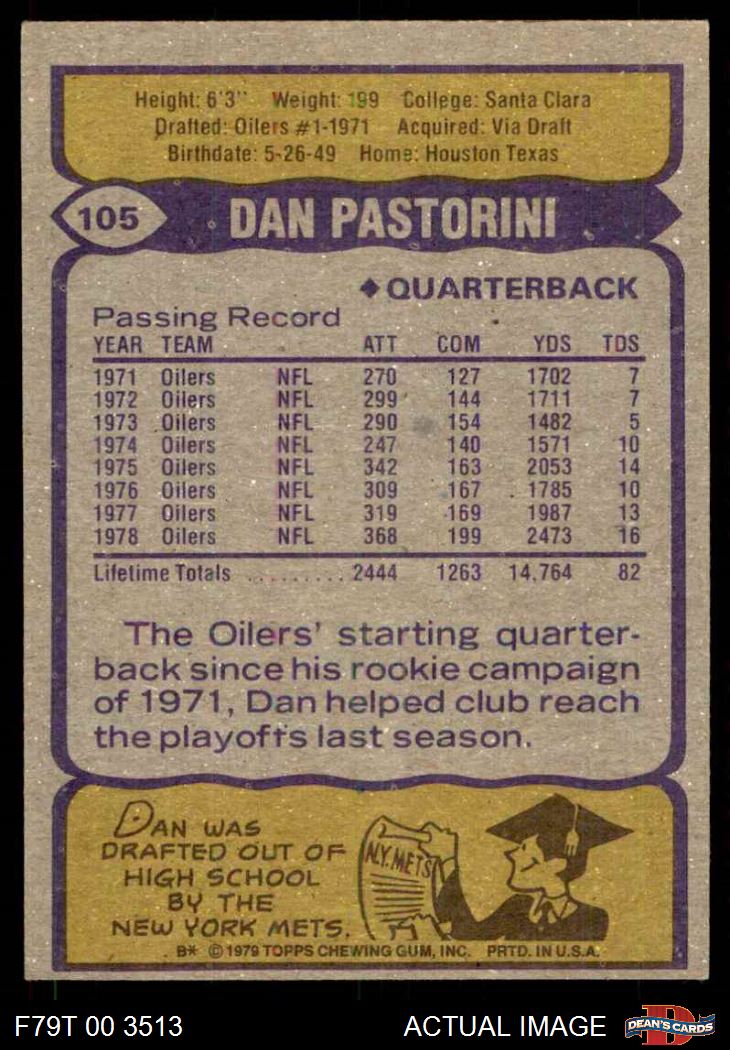 Height: 6'3" Weight: 199 College: Santa Clara
Drafted: Oilers #1-1971 Acquired: Via Draft
Birthdate: 5-26-49 Home: Houston Texas
105 DAN PASTORINI
◆QUARTERBACK
Passing Record
YEAR TEAM ATT COM YDS TDS
1971 Oilers NFL 270 127 1702 7
1972 Oilers NFL 299 144 1711 7
1973 Oilers NFL 290 154 1482 5
1974 Oilers NFL 247 140 1571 10
1975 Oilers NFL 342 163 2053 14
1976 Oilers NFL 309 167 1785 10
1977 Oilers NFL 319 169 1987 13
1978 Oilers NFL 368 199 2473 16
Lifetime Totals .......... 2444 1263 14,764 82
The Oilers' starting quarter-
back since his rookie campaign
of 1971, Dan helped club reach
the playoffs last season.
DAN WAS
DRAFTED OUT OF
HIGH SCHOOL
BY THE
NEW YORK METS.
N.Y. METS
B* © 1979 TOPPS CHEWING GUM, INC. PRTD. IN U.S.A.
F79T 00 3513 ACTUAL IMAGE
D
DEAN'S CARDS